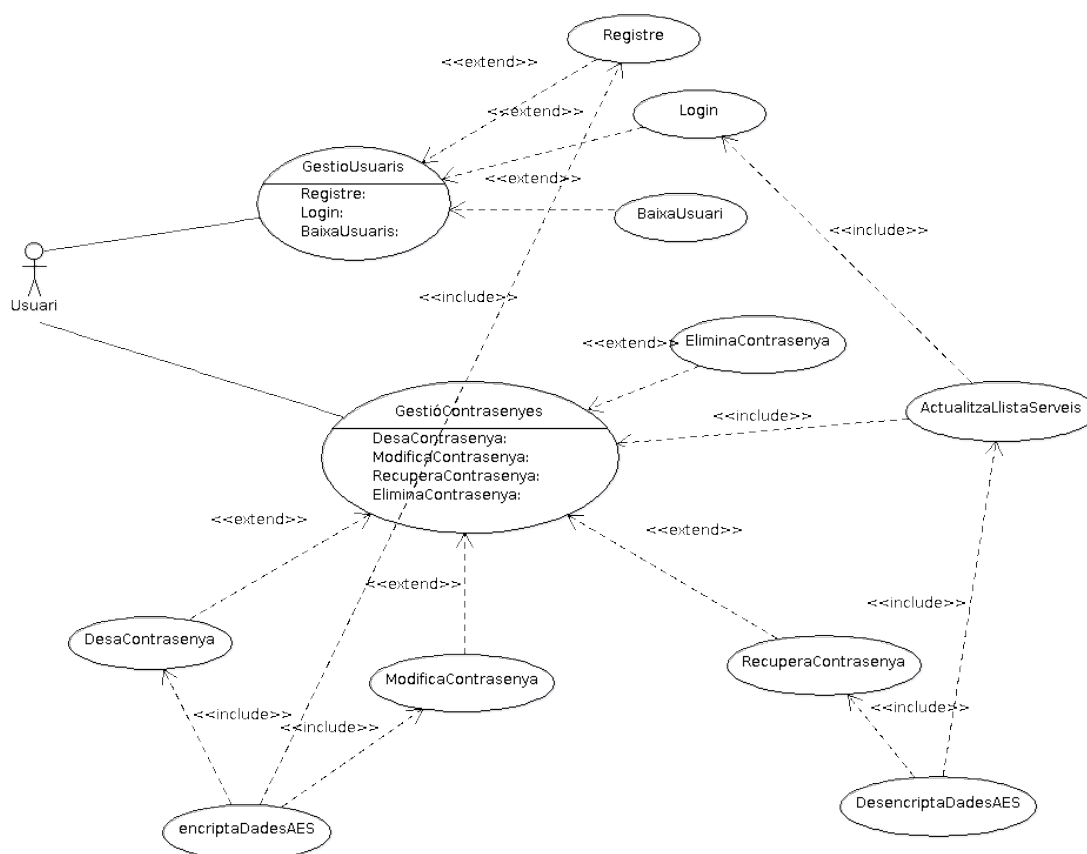 Registre
<<extend>>
<<extend>>
Login
GestioUsuaris
<<extend>>
Registre:
Login:
BaixaUsuaris:
BaixaUsuari
<<include>>
Usuari
<<include>>
EliminaContrasenya
<<extend>>
GestióContrasenyes
ActualitzaLlistaServeis
<<include>>
DesaContrasenya:
ModificaContrasenya:
RecuperaContrasenya:
EliminaContrasenya:
<<extend>>
<<extend>>
<<extend>>
<<include>>
DesaContrasenya
RecuperaContrasenya
ModificaContrasenya
<<include>>
<<include>>
<<include>>
DesencriptaDadesAES
encriptaDadesAES